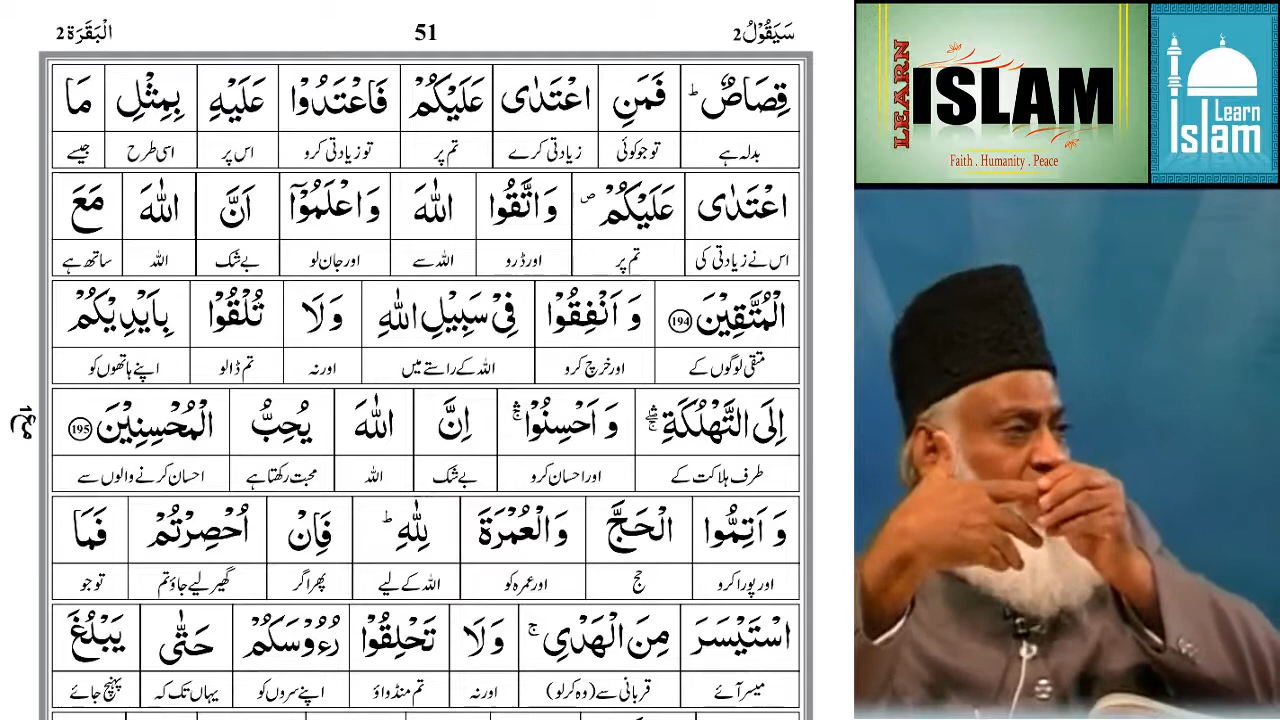 سَيَقُوْلُ 2
51
الْبَقَرَة 2
قِصَاصٌ ؕ فَمَنِ اعْتَدٰى عَلَيْكُمْ فَاعْتَدُوْا عَلَيْهِ بِمِثْلِ مَا
بدلہ ہے تو جو کوئی زیادتی کرے تم پر تو زیادتی کرو اس پر اسی طرح جیسے
اعْتَدٰى عَلَيْكُمْ ص وَاتَّقُوا اللّٰهَ وَاعْلَمُوْٓا اَنَّ اللّٰهَ مَعَ
اس نے زیادتی کی تم پر اور ڈرو اللہ سے اور جان لو بے شک اللہ ساتھ ہے
الْمُتَّقِيْنَ 194 وَ اَنْفِقُوْا فِيْ سَبِيْلِ اللّٰهِ وَلَا تُلْقُوْا بِاَيْدِيْكُمْ
متقی لوگوں کے اور خرچ کرو اللہ کے راستے میں اور نہ تم ڈالو اپنے ہاتھوں کو
اِلَى التَّهْلُكَةِ وَ اَحْسِنُوْا اِنَّ اللّٰهَ يُحِبُّ الْمُحْسِنِيْنَ 195
طرف ہلاکت کے اور احسان کرو بے شک اللہ محبت رکھتا ہے احسان کرنے والوں سے
وَ اَتِمُّوا الْحَجَّ وَالْعُمْرَةَ لِلّٰهِ ؕ فَاِنْ اُحْصِرْتُمْ فَمَا
اور پورا کرو حج اور عمرہ کو اللہ کے لیے پھر اگر گھیر لیے جاؤ تم تو جو
اسْتَيْسَرَ مِنَ الْهَدْيِ ۚ وَلَا تَحْلِقُوْا رُءُوْسَكُمْ حَتّٰى يَبْلُغَ
میسر آئے قربانی سے (وہ کر لو) اور نہ تم منڈواؤ اپنے سروں کو یہاں تک کہ پہنچ جائے
LEARN
ISLAM
Faith . Humanity . Peace
Learn
Islam